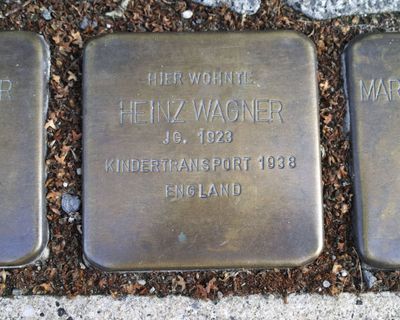 HIER WOHNTE
HEINZ WAGNER
JG. 1923
KINDERTRANSPORT 1938
ENGLAND